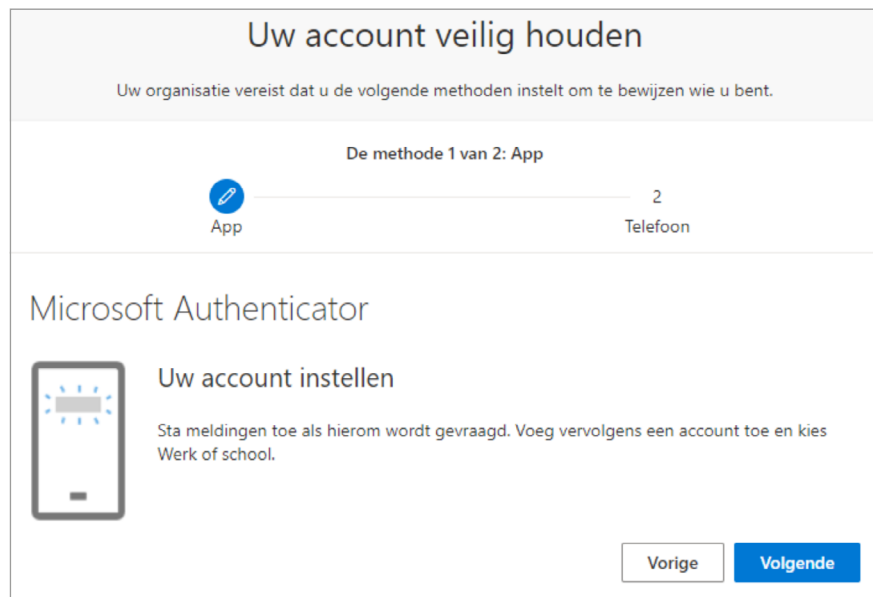 Uw account veilig houden
Uw organisatie vereist dat u de volgende methoden instelt om te bewijzen wie u bent.
De methode 1 van 2: App
2
App
Telefoon
Microsoft Authenticator
Uw account instellen
Sta meldingen toe als hierom wordt gevraagd. Voeg vervolgens een account toe en kies
Werk of school.
Vorige
Volgende